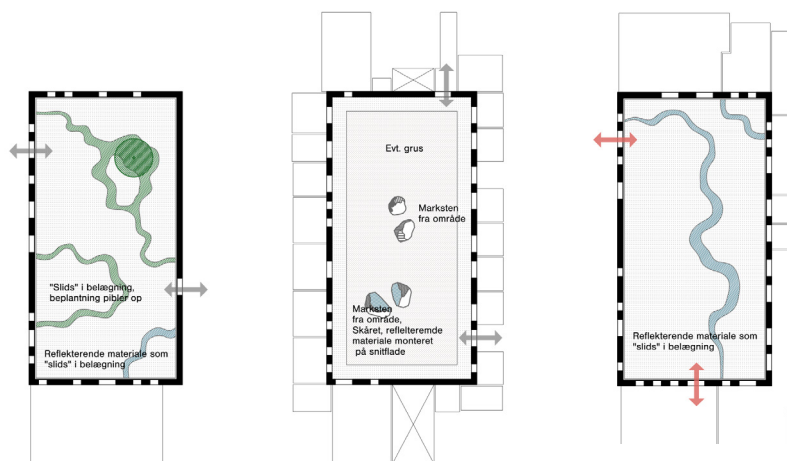 "Slids" i belægning,
beplantning pibler op
Reflekterende materiale som
"slids" i belægning
Evt. grus
Marksten
fra område
Marksten
fra område,
Skåret, reflelteremde
materiale monteret
på snitflade
Reflekterende materiale som
"slids" i belægning